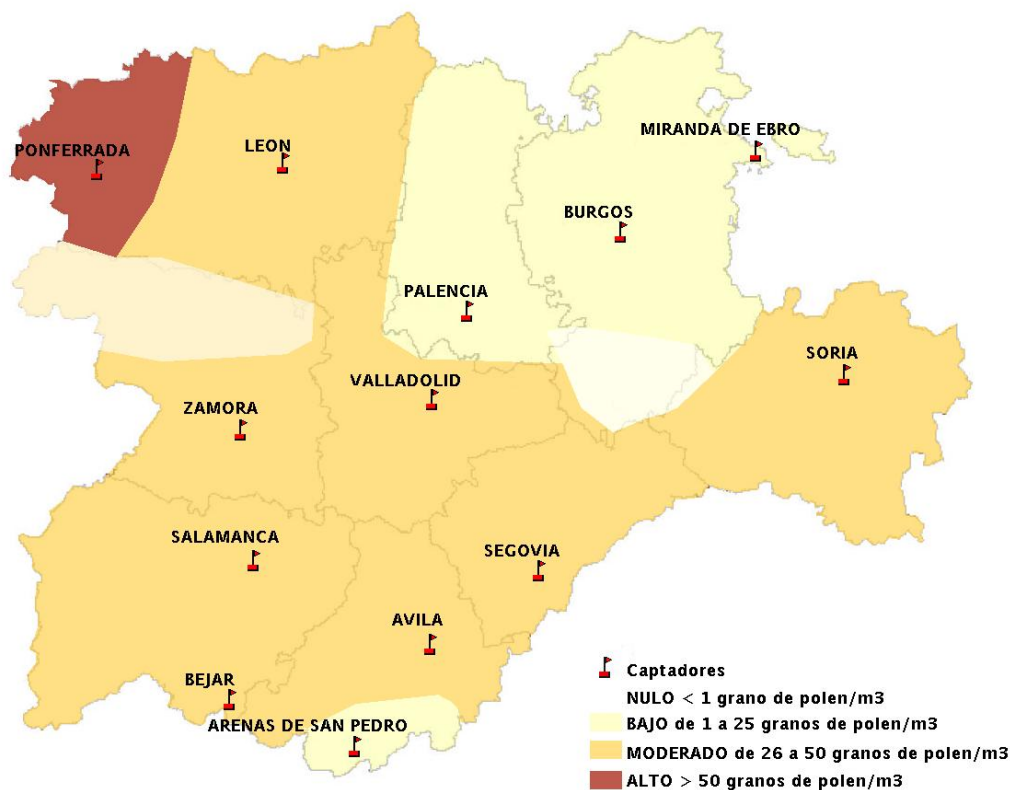 MIRANDA DE EBRO
PONFERRADA
LEON
BURGOS
PALENCIA
SORIA
VALLADOLID
ZAMORA
SALAMANCA
SEGOVIA
AVILA
BEJAR
ARENAS DE SAN PEDRO
Captadores
NULO < 1 grano de polen/m3
BAJO de 1 a 25 granos de polen/m3
MODERADO de 26 a 50 granos de polen/m3
ALTO > 50 granos de polen/m3